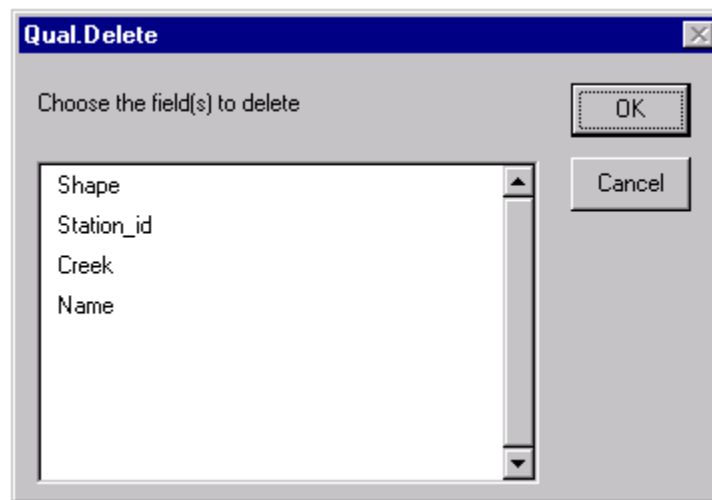 Qual.Delete
Choose the field(s) to delete
OK
Cancel
Shape
Station_id
Creek
Name